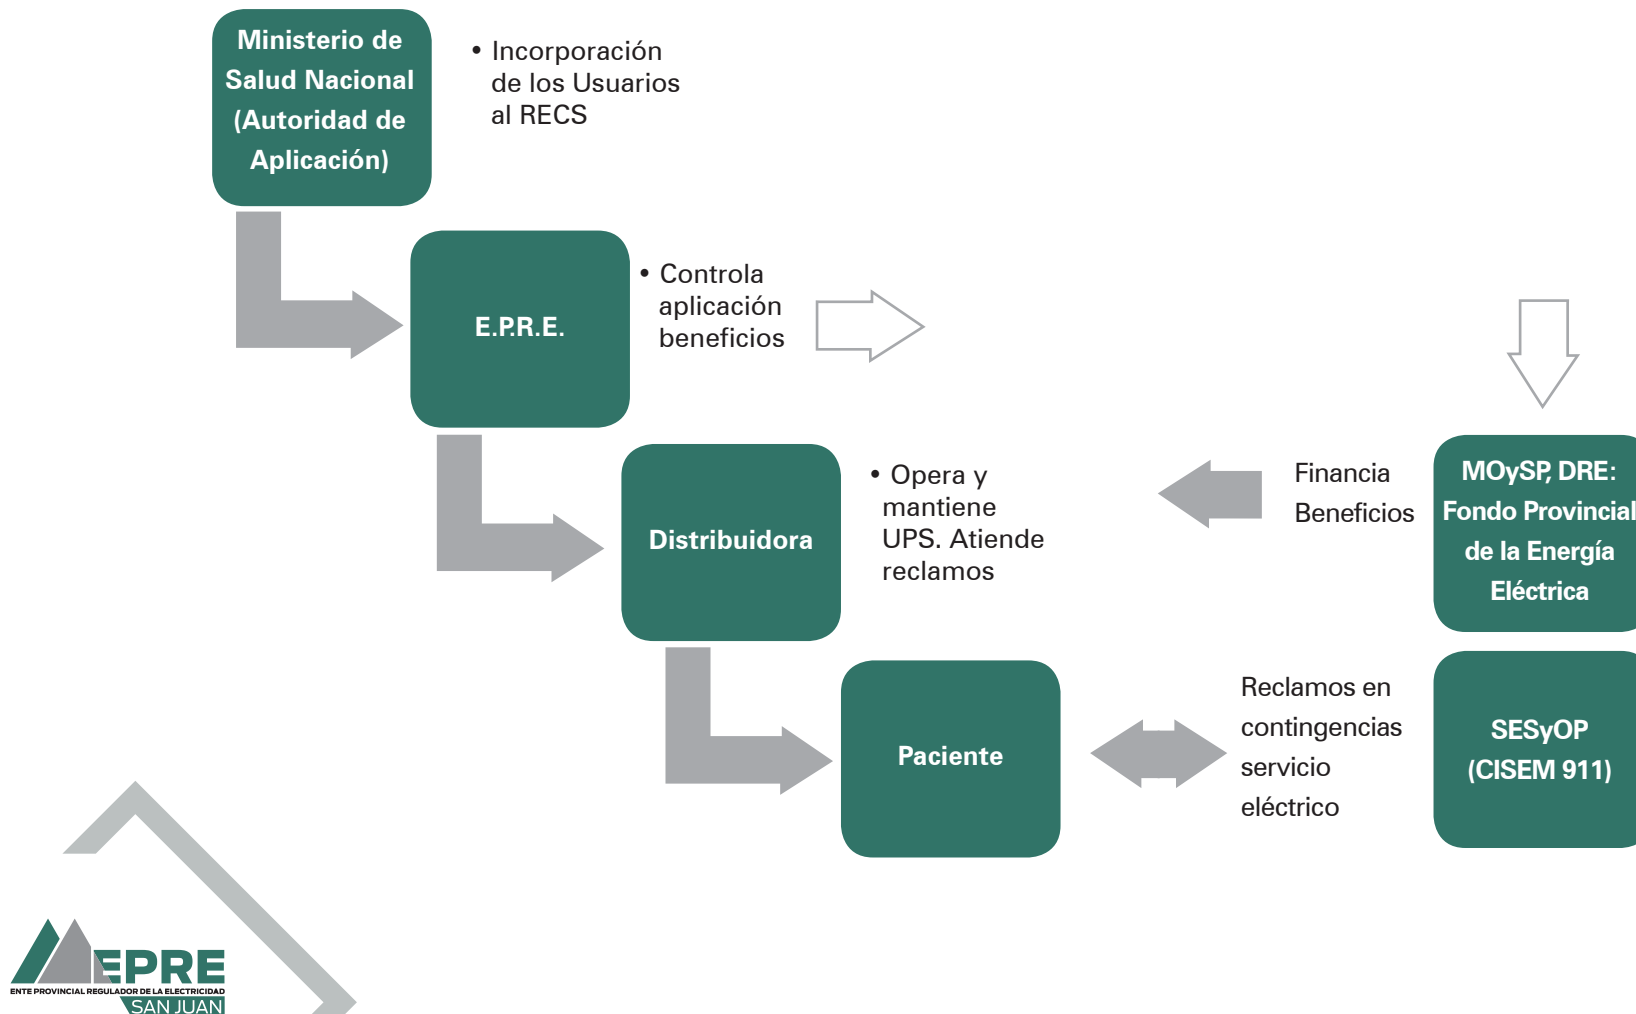 Ministerio de
Salud Nacional
(Autoridad de
Aplicación)
• Incorporación
de los Usuarios
al RECS
E.P.R.E.
• Controla
aplicación
beneficios
Distribuidora
• Opera y
mantiene
UPS. Atiende
reclamos
Financia
Beneficios
MOySP, DRE:
Fondo Provincial
de la Energía
Eléctrica
Paciente
Reclamos en
contingencias
servicio
eléctrico
SESyOP
(CISEM 911)
EPRE
ENTE PROVINCIAL REGULADOR DE LA ELECTRICIDAD
SAN JUAN